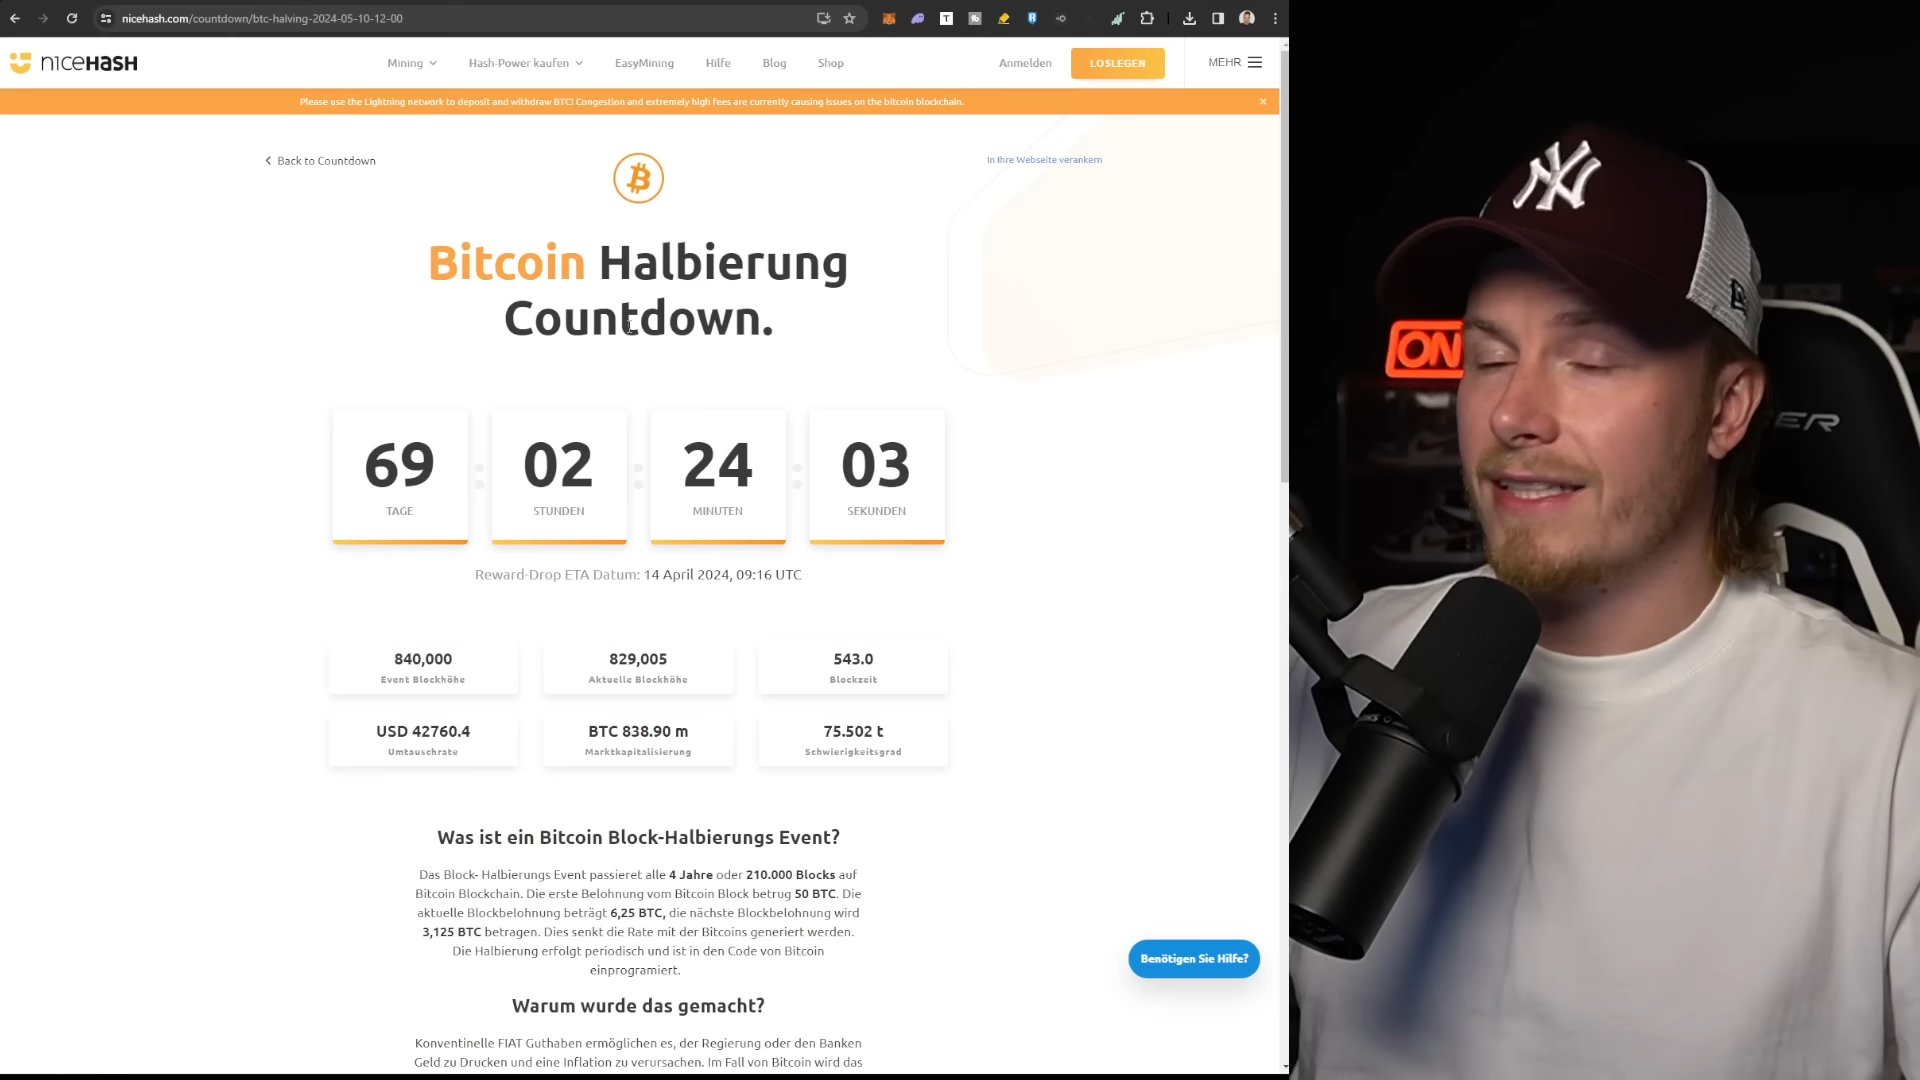 nicehash.com/countdown/btc-halving-2024-05-10-12-00
niceHASH
Mining
Hash-Power kaufen
EasyMining
Hilfe
Blog
Shop
Anmelden
LOSLEGEN
MEHR
Please use the Lightning network to deposit and withdraw BTC! Congestion and extremely high fees are currently causing issues on the bitcoin blockchain.
Back to Countdown
In Ihre Webseite verankern
Bitcoin Halbierung
Countdown.
69 : 02 : 24 : 03
TAGE STUNDEN MINUTEN SEKUNDEN
Reward-Drop ETA Datum: 14 April 2024, 09:16 UTC
840,000 829,005 543.0
Event Blockhöhe Aktuelle Blockhöhe Blockzeit
USD 42760.4 BTC 838.90 m 75.502 t
Umtauschrate Marktkapitalisierung Schwierigkeitsgrad
Was ist ein Bitcoin Block-Halbierungs Event?
Das Block- Halbierungs Event passieret alle 4 Jahre oder 210.000 Blocks auf
Bitcoin Blockchain. Die erste Belohnung vom Bitcoin Block betrug 50 BTC. Die
aktuelle Blockbelohnung beträgt 6,25 BTC, die nächste Blockbelohnung wird
3,125 BTC betragen. Dies senkt die Rate mit der Bitcoins generiert werden.
Die Halbierung erfolgt periodisch und ist in den Code von Bitcoin
einprogramiert.
Warum wurde das gemacht?
Konventinelle FIAT Guthaben ermöglichen es, der Regierung oder den Banken
Geld zu Drucken und eine Inflation zu verursachen. Im Fall von Bitcoin wird das
Benötigen Sie Hilfe?
NY
ON
ER